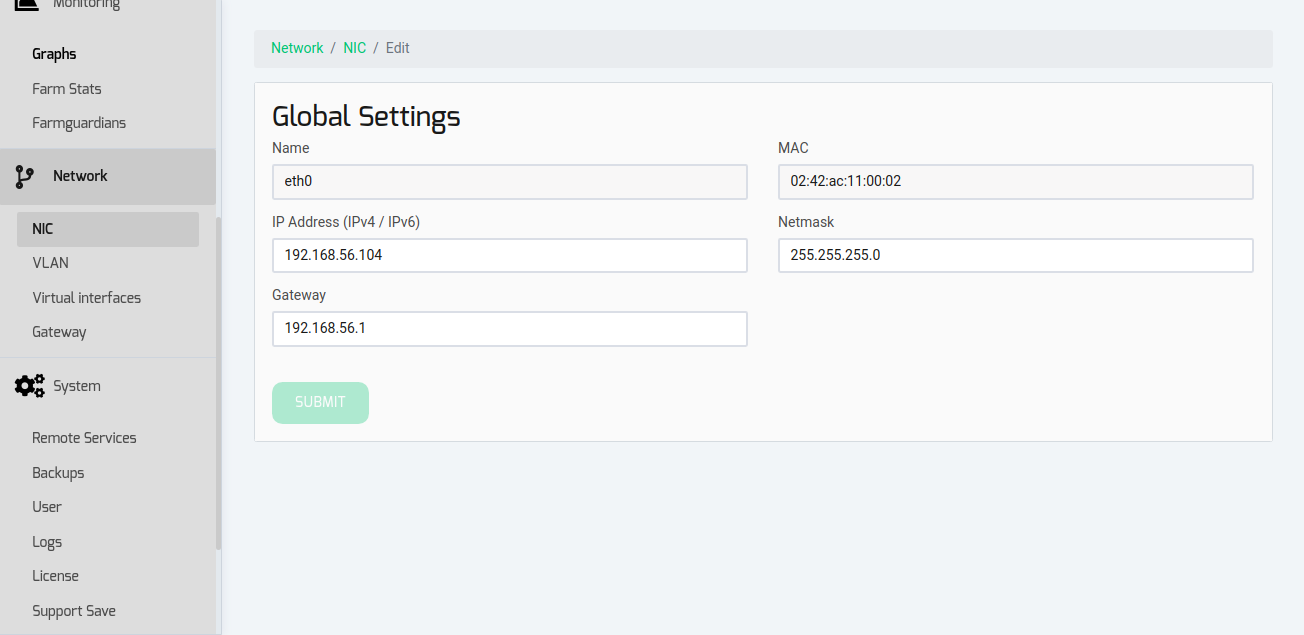 Monitoring
Graphs
Farm Stats
Farmguardians
Network
NIC
VLAN
Virtual interfaces
Gateway
System
Remote Services
Backups
User
Logs
License
Support Save
Network / NIC / Edit
Global Settings
Name
eth0
MAC
02:42:ac:11:00:02
IP Address (IPv4 / IPv6)
192.168.56.104
Netmask
255.255.255.0
Gateway
192.168.56.1
SUBMIT